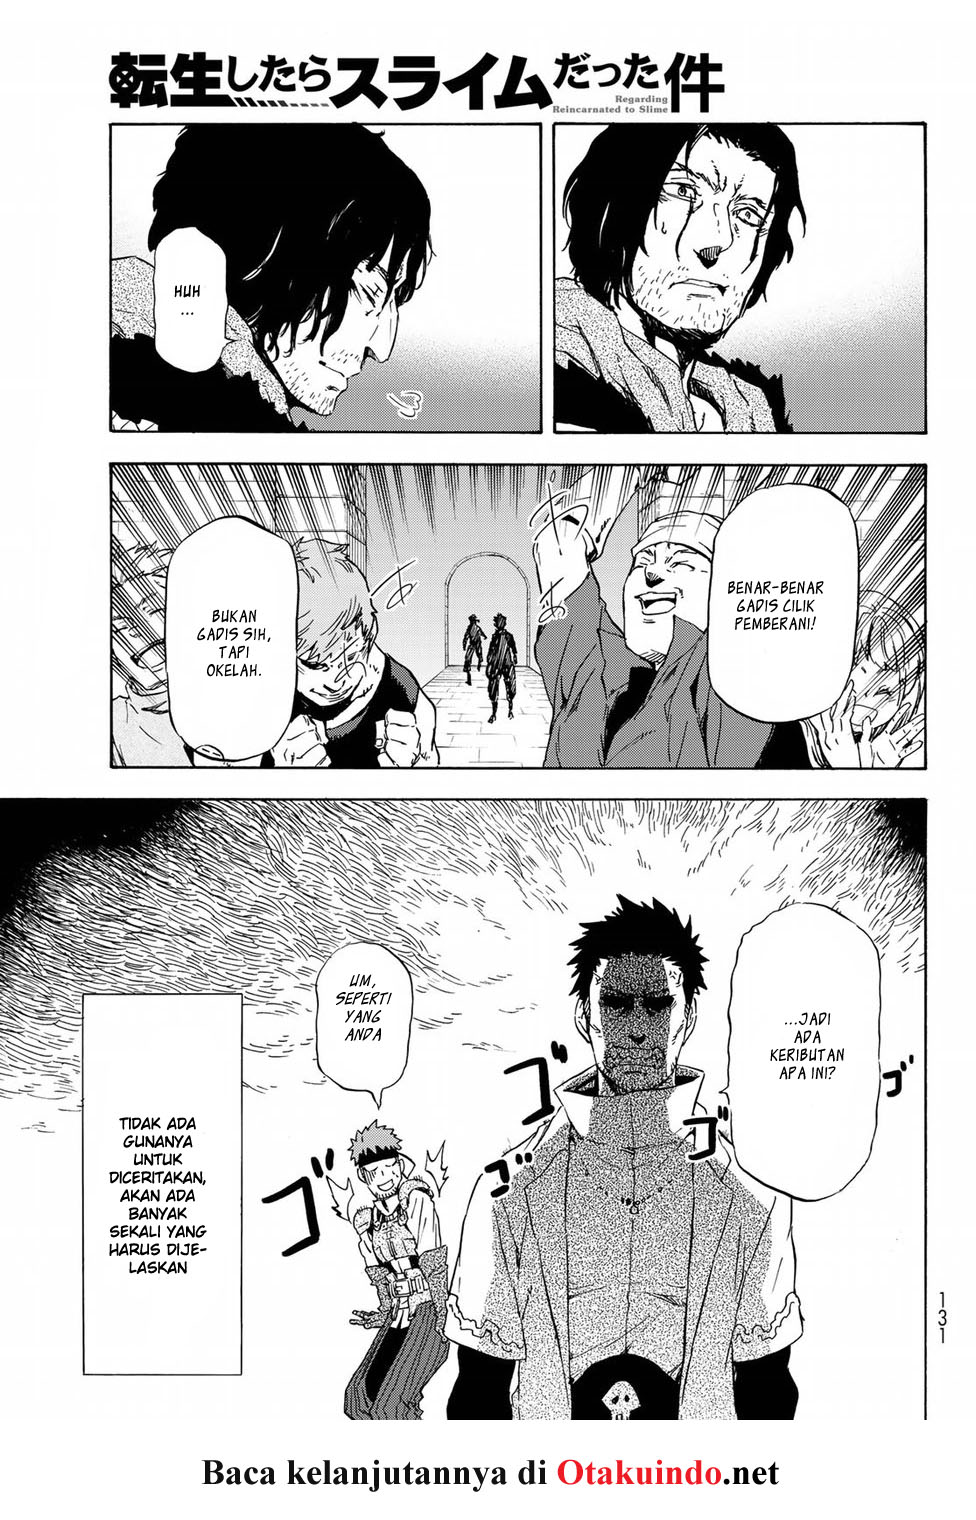 転生したらスライムだった件
Regarding
Reincarnated to Slime
HUH
...
BENAR-BENAR
GADIS CILIK
PEMBERANI!
BUKAN
GADIS SIH,
TAPI
OKELAH.
...JADI
ADA
KERIBUTAN
APA INI?
UM,
SEPERTI
YANG
ANDA
ゴ
ゴ
ゴ
ゴ
ゴ
TIDAK ADA
GUNANYA
UNTUK
DICERITAKAN,
AKAN ADA
BANYAK
SEKALI YANG
HARUS DIJE-
LASKAN
131
Baca kelanjutannya di Otakuindo.net